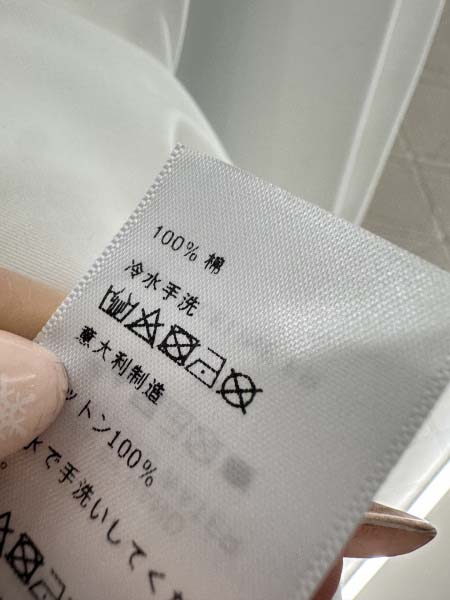 100% 棉
冷水手洗
意大利制造
ットン100%
水で手洗いしてくだ
。